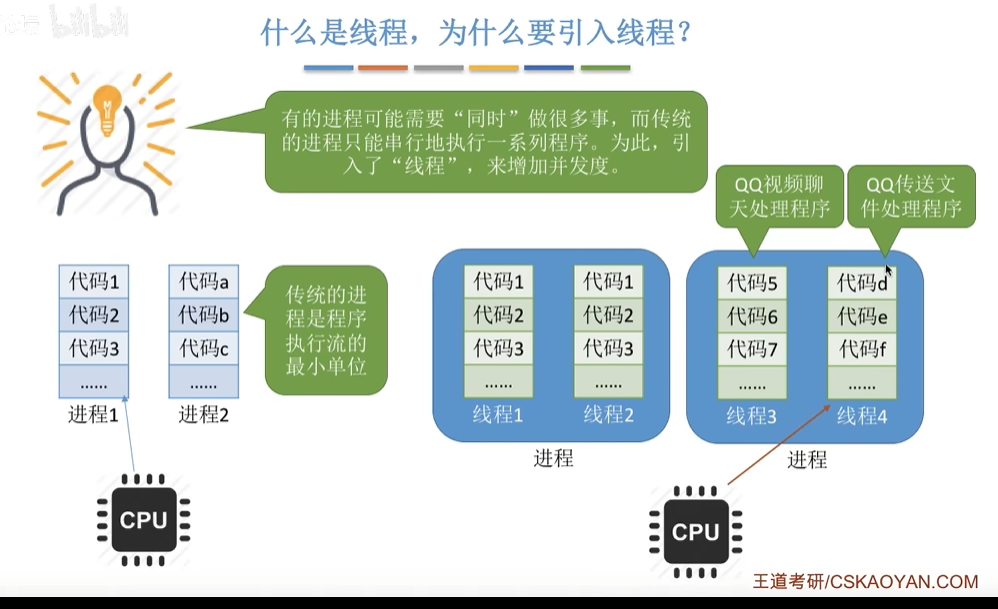 bilibili
什么是线程，为什么要引入线程？
有的进程可能需要“同时”做很多事，而传统
的进程只能串行地执行一系列程序。为此，引
入了“线程”，来增加并发度。
QQ视频聊
天处理程序
QQ传送文
件处理程序
代码1
代码2
代码3
......
进程1
代码a
代码b
代码c
......
进程2
传统的进
程是程序
执行流的
最小单位
代码1
代码2
代码3
......
线程1
代码1
代码2
代码3
......
线程2
进程
代码5
代码6
代码7
......
线程3
代码d
代码e
代码f
......
线程4
进程
CPU
CPU
王道考研/CSKAOYAN.COM